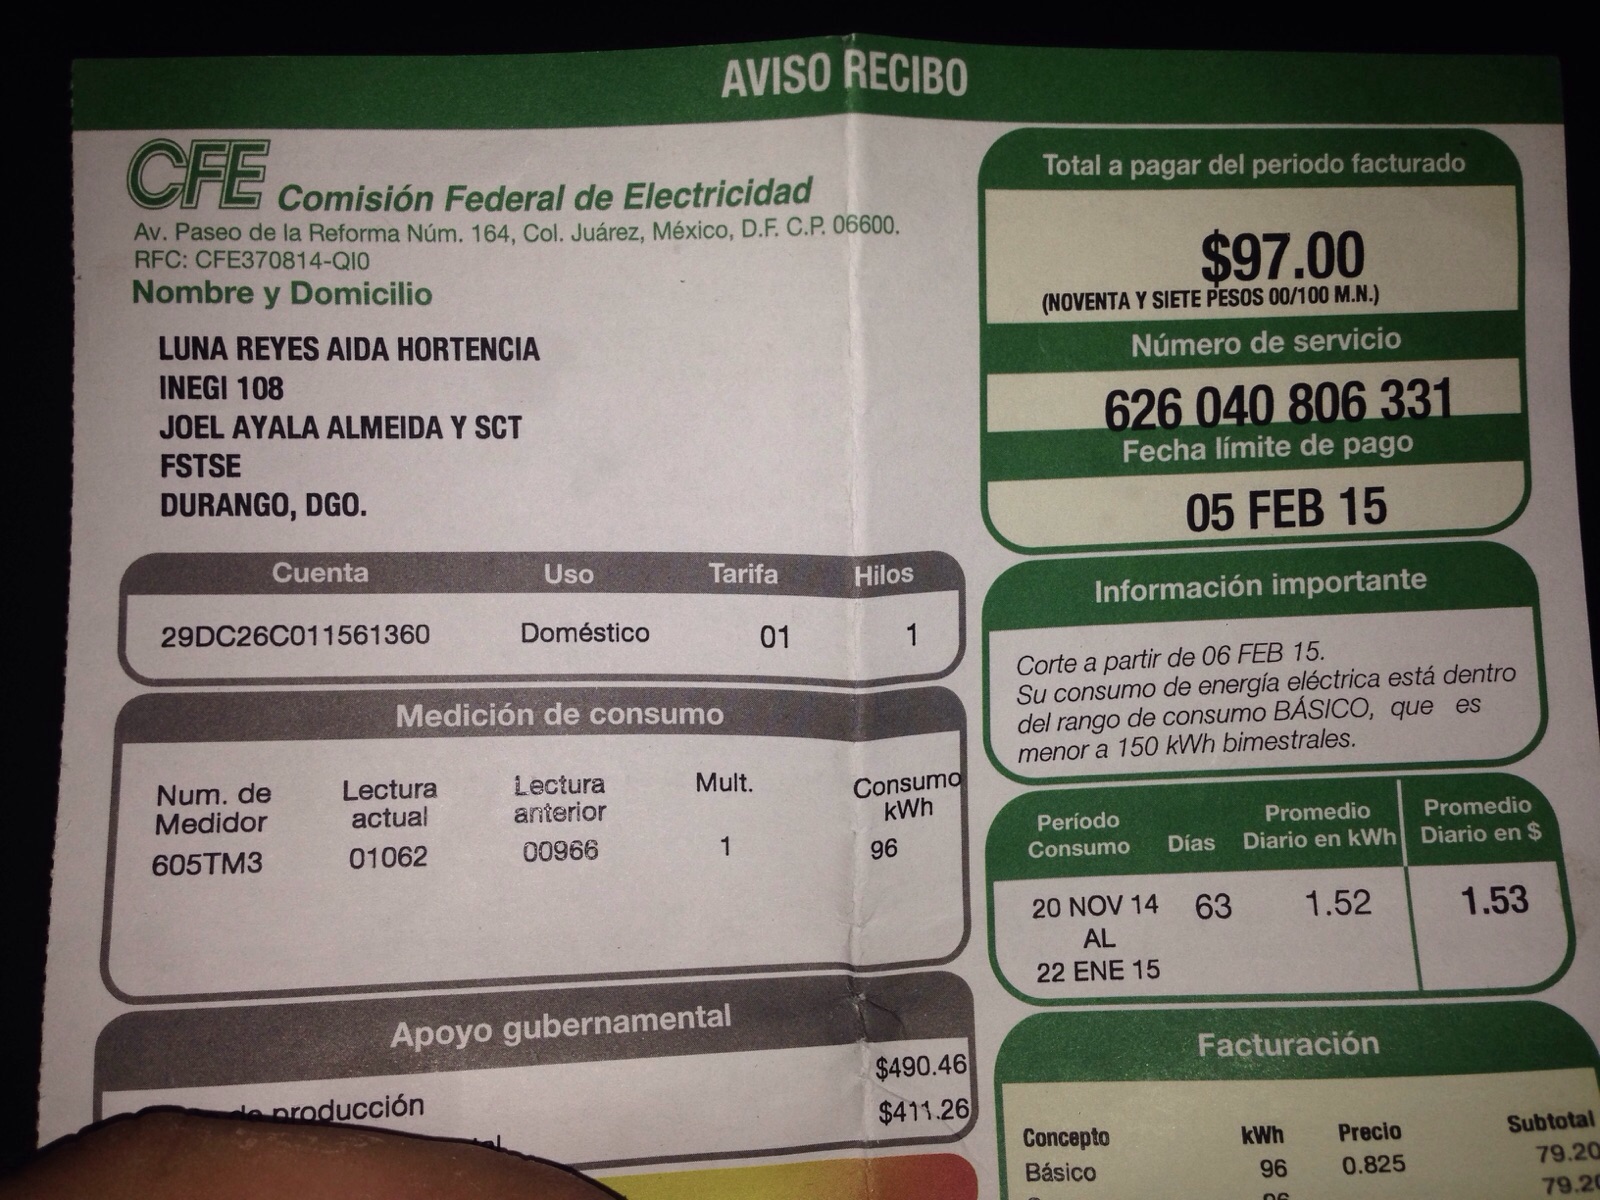 AVISO RECIBO
CFE Comisión Federal de Electricidad
Av. Paseo de la Reforma Núm. 164, Col. Juárez, México, D.F. C.P. 06600.
RFC: CFE370814-QI0
Nombre y Domicilio
LUNA REYES AIDA HORTENCIA
INEGI 108
JOEL AYALA ALMEIDA Y SCT
FSTSE
DURANGO, DGO.
Total a pagar del periodo facturado
$97.00
(NOVENTA Y SIETE PESOS 00/100 M.N.)
Número de servicio
626 040 806 331
Fecha límite de pago
05 FEB 15
Cuenta Uso Tarifa Hilos
29DC26C011561360 Doméstico 01 1
Información importante
Corte a partir de 06 FEB 15.
Su consumo de energía eléctrica está dentro
del rango de consumo BÁSICO, que es
menor a 150 kWh bimestrales.
Medición de consumo
Num. de Lectura Lectura Mult. Consumo
Medidor actual anterior kWh
605TM3 01062 00966 1 96
Período Días Promedio Promedio
Consumo Diario en kWh Diario en $
20 NOV 14 63 1.52 1.53
AL
22 ENE 15
Apoyo gubernamental
$490.46
producción $411.26
Facturación
Concepto kWh Precio Subtotal
Básico 96 0.825 79.20
96 79.20